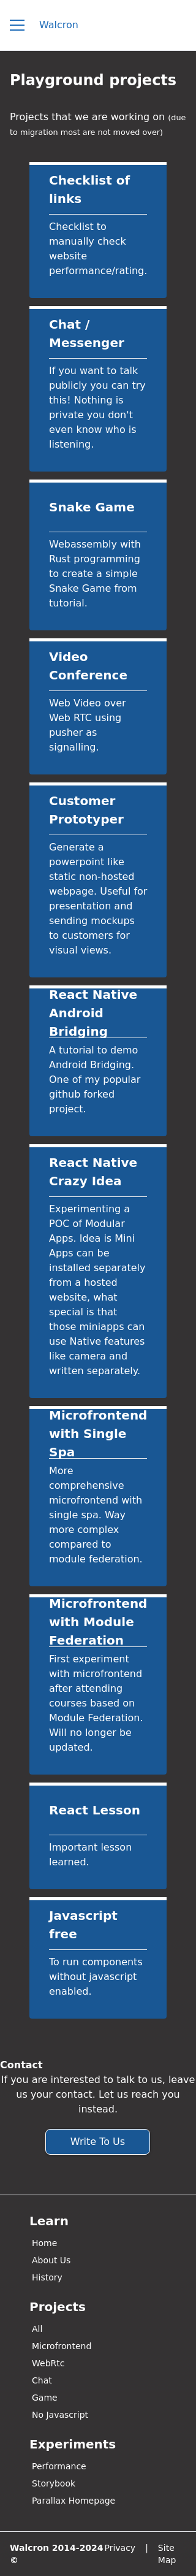 Walcron
Playground projects
Projects that we are working on (due
to migration most are not moved over)
Checklist of
links
Checklist to
manually check
website
performance/rating.
Chat /
Messenger
If you want to talk
publicly you can try
this! Nothing is
private you don't
even know who is
listening.
Snake Game
Webassembly with
Rust programming
to create a simple
Snake Game from
tutorial.
Video
Conference
Web Video over
Web RTC using
pusher as
signalling.
Customer
Prototyper
Generate a
powerpoint like
static non-hosted
webpage. Useful for
presentation and
sending mockups
to customers for
visual views.
React Native
Android
Bridging
A tutorial to demo
Android Bridging.
One of my popular
github forked
project.
React Native
Crazy Idea
Experimenting a
POC of Modular
Apps. Idea is Mini
Apps can be
installed separately
from a hosted
website, what
special is that
those miniapps can
use Native features
like camera and
written separately.
Microfrontend
with Single
Spa
More
comprehensive
microfrontend with
single spa. Way
more complex
compared to
module federation.
Microfrontend
with Module
Federation
First experiment
with microfrontend
after attending
courses based on
Module Federation.
Will no longer be
updated.
React Lesson
Important lesson
learned.
Javascript
free
To run components
without javascript
enabled.
Contact
If you are interested to talk to us, leave
us your contact. Let us reach you
instead.
Write To Us
Learn
Home
About Us
History
Projects
All
Microfrontend
WebRtc
Chat
Game
No Javascript
Experiments
Performance
Storybook
Parallax Homepage
Walcron 2014-2024 Privacy | Site
© Map